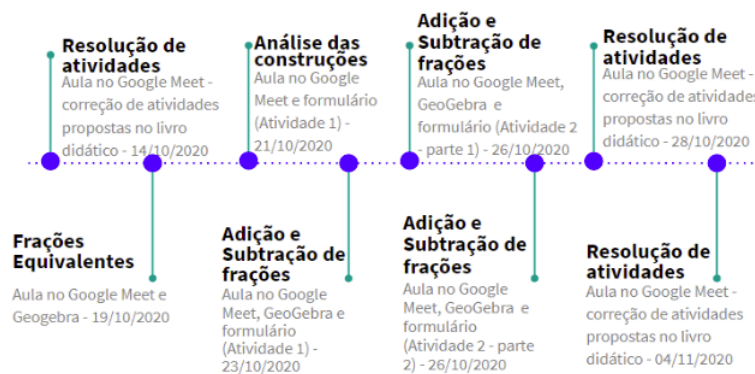 Resolução de
atividades
Aula no Google Meet -
correção de atividades
propostas no livro
didático - 14/10/2020
Análise das
construções
Aula no Google
Meet e formulário
(Atividade 1) -
21/10/2020
Adição e
Subtração de
frações
Aula no Google Meet,
GeoGebra e
formulário (Atividade 2
- parte 1) - 26/10/2020
Resolução de
atividades
Aula no Google Meet -
correção de atividades
propostas no livro
didático - 28/10/2020
Frações
Equivalentes
Aula no Google Meet e
Geogebra - 19/10/2020
Adição e
Subtração de
frações
Aula no Google
Meet, GeoGebra e
formulário
(Atividade 1) -
23/10/2020
Adição e
Subtração de
frações
Aula no Google
Meet, GeoGebra e
formulário
(Atividade 2 - parte
2) - 26/10/2020
Resolução de
atividades
Aula no Google Meet -
correção de atividades
propostas no livro
didático - 04/11/2020